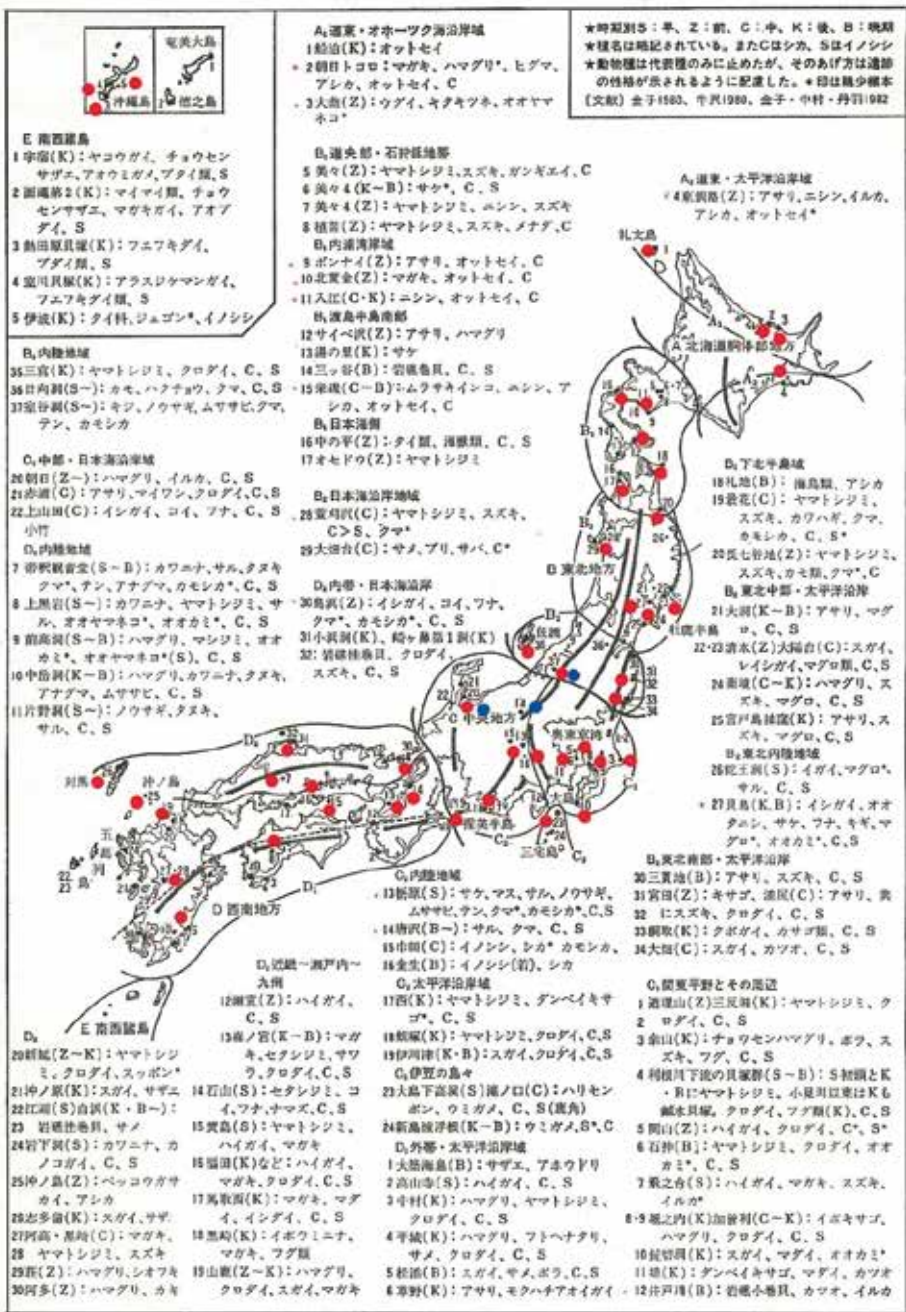 沖縄島
奄美大島
徳之島
E 南西諸島
1 宇宿(K):ヤコウガイ、チョウセン
サザエ、アオウミガメ、ブタイ類、S
2 面縄第2(K):マイマイ類、チョウ
センサザエ、マガキガイ、アオブ
ダイ、S
3 熱田原貝塚(K):フエフキダイ、
ブダイ類、S
4 室川貝塚(K):アラスジケマンガイ、
フエフキダイ類、S
5 伊波(K):タイ科、ジュゴン*、イノシシ
B₄内陸地域
35三宮(K):ヤマトシジミ、クロダイ、C、S
36日向洞(S~):カモ、ハクチョウ、クマ、C、S
37室谷洞(S~):キジ、ノウサギ、ムササビ、クマ、
テン、カモシカ
C₁中部・日本海沿岸域
20朝日(Z~):ハマグリ、イルカ、C、S
21赤浦(C):アサリ、マイワシ、クロダイ、C、S
22上山田(C):イシガイ、コイ、フナ、C、S
小竹
D₁内陸地域
7 帝釈観音堂(S~B):カワニナ、サル、タヌキ
クマ*、テン、アナグマ、カモシカ*、C、S
8 上黒岩(S~):カワニナ、ヤマトシジミ、サ
ル、オオヤマネコ*、オオカミ*、C、S
9 前高洞(S~B):ハマグリ、マシジミ、オオ
カミ*、オオヤマネコ*(S)、C、S
10中岳洞(K~B):ハマグリ、カワニナ、タヌキ、
アナグマ、ムササビ、C、S
11片野洞(S~):ノウサギ、タヌキ、
サル、C、S
A₂道東・オホーツク海沿岸域
1船泊(K):オットセイ
2朝日トコロ:マガキ、ハマグリ*、ヒグマ、
アシカ、オットセイ、C
3大曲(Z):ウグイ、キタキツネ、オオヤマ
ネコ*
B₁道央部・石狩低地帯
5 美々(Z):ヤマトシジミ、スズキ、ガンギエイ、C
6 美々4(K~B):サケ*、C、S
7 美々4(Z):ヤマトシジミ、ニシン、スズキ
8 植苗(Z):ヤマトシジミ、スズキ、メナダ、C
B₁内浦湾岸域
9 ポンナイ(Z):アサリ、オットセイ、C
10北黄金(Z):マガキ、オットセイ、C
11入江(C・K):ニシン、オットセイ、C
B₁渡島半島南部
12サイベ沢(Z):アサリ、ハマグリ
13湯の里(K):サケ
14三ッ谷(B):岩礁巻貝、C、S
15栄磯(C~B):ムラサキインコ、ニシン、ア
シカ、オットセイ、C
B₁日本海側
16中の平(Z):タイ類、海獣類、C、S
17オセドウ(Z):ヤマトシジミ
B₂日本海沿岸地域
28萱刈沢(C):ヤマトシジミ、スズキ、
C>S、クマ*
29大畑台(C):サメ、ブリ、サバ、C*
D₂内帯・日本海沿岸
30鳥浜(Z):イシガイ、コイ、フナ、
クマ*、カモシカ*、C、S
31小浜洞(K)、崎ヶ鼻第1洞(K)
32:岩礁性巻貝、クロダイ、
スズキ、C、S
★時期別S:早、Z:前、C:中、K:後、B:晩期
★種名は略記されている。またCはシカ、Sはイノシシ
★動物種は代表種のみに止めたが、そのあげ方は遺跡
の性格が示されるように配慮した。*印は稀少標本
〔文献〕金子1980、牛沢1980、金子・中村・丹羽1982
A₂道東・太平洋沿岸域
4東釧路(Z):アサリ、ニシン、イルカ、
アシカ、オットセイ*
礼文島
A 北海道胴体部地方
B 東北地方
牡鹿半島
佐渡
C 中央地方
奥東京湾
渥美半島
三宅島
対馬
沖ノ島
五島列島
D 西南地方
E 南西諸島
B₁下北半島域
18札地(B):海鳥類、アシカ
19最花(C):ヤマトシジミ、
スズキ、カワハギ、クマ、
カモシカ、C、S*
20長七谷地(Z):ヤマトシジミ、
スズキ、カモ類、クマ*、C
B₂東北中部・太平洋沿岸
21大洞(K~B):アサリ、マグ
ロ、C、S
22・23清水(Z)大陽台(C):スガイ、
レイシガイ、マグロ類、C、S
24南境(C~K):ハマグリ、ス
ズキ、マグロ、C、S
25宮戸島里浜(K):アサリ、ス
ズキ、マグロ、C、S
B₂東北内陸地域
26蛇王洞(S):イガイ、マグロ*、
サル、C、S
27貝鳥(K、B):イシガイ、オオ
タニシ、サケ、フナ、キギ、マ
グロ*、オオカミ*、C、S
B₃東北南部・太平洋沿岸
30三貫地(B):アサリ、スズキ、C、S
31宮田(Z):キサゴ、浦尻(C):アサリ、共
32 にスズキ、クロダイ、C、S
33綱取(K):クボガイ、カサゴ類、C、S
34大畑(C):スガイ、カツオ、C、S
C₂内陸地域
13栃原(S):サケ、マス、サル、ノウサギ、
ムササビ、テン、クマ*、カモシカ*、C、S
14唐沢(B~):サル、クマ、C、S
15巾田(C):イノシシ、シカ*カモシカ、
16金生(B):イノシシ(若)、シカ
C₂太平洋沿岸域
17西(K):ヤマトシジミ、ダンベイキサ
ゴ*、C、S
18蜆塚(K):ヤマトシジミ、クロダイ、C、S
19伊川津(K・B):スガイ、クロダイ、C、S
C₃伊豆の島々
23大島下高洞(S)滝ノ口(C):ハリセン
ボン、ウミガメ、C、S(鹿角)
24新島渡浮根(K~B):ウミガメ、S*、C
D₁外帯・太平洋沿岸域
1大築海島(B):サザエ、アホウドリ
2高山寺(S):ハイガイ、C、S
3中村(K):ハマグリ、ヤマトシジミ、
クロダイ、C、S
4平城(K):ハマグリ、フトヘナタリ、
サメ、クロダイ、C、S
5松添(B):スガイ、サメ、ボラ、C、S
6草野(K):アサリ、モクハチアオイガイ
C₁関東平野とその周辺
1 道理山(Z)三反田(K):ヤマトシジミ、ク
2 ロダイ、C、S
3 余山(K):チョウセンハマグリ、ボラ、ス
ズキ、フグ、C、S
4 利根川下流の貝塚群(S~B):S初頭とK
・Bにヤマトシジミ、小見川以東はKも
鹹水貝塚。クロダイ、フグ類(K)、C、S
5 関山(Z):ハイガイ、クロダイ、C*、S*
6 石神(B):ヤマトシジミ、クロダイ、オオ
カミ*、C、S
7 飛之台(S):ハイガイ、マガキ、スズキ、
イルカ*
8・9 堀之内(K)加曽利(C~K):イボキサゴ、
ハマグリ、クロダイ、C、S
10 鉈切洞(K):スガイ、マダイ、オオカミ*
11 堤(K):ダンベイキサゴ、マダイ、カツオ
12 井戸川(B):岩礁小巻貝、カツオ、イルカ
D₁近畿~瀬戸内~
九州
12瀬宮(Z):ハイガイ、
C、S
13森ノ宮(K~B):マガ
キ、セタシジミ、サワ
ラ、クロダイ、C、S
14石山(S):セタシジミ、コ
イ、フナ、ナマズ、C、S
15黄島(S):ヤマトシジミ、
ハイガイ、マガキ
16福田(K)など:ハイガイ、
マガキ、クロダイ、C、S
17馬取西(K):マガキ、マダ
イ、イシダイ、C、S
18黒崎(K):イボウミニナ、
マガキ、フグ類
19山鹿(Z~K):ハマグリ、
クロダイ、スガイ、マガキ
D₂
20新延(Z~K):ヤマトシジ
ミ、クロダイ、スッポン*
21沖ノ原(K):スガイ、サザエ
22江湖(S)白浜(K・B~):
23 岩礁性巻貝、サメ
24岩下洞(S):カワニナ、カ
ノコガイ、C、S
25沖ノ島(Z):ベッコウガサ
カイ、アシカ
26志多留(K):スガイ、サザ
27阿高・黒崎(C):マガキ、
28 ヤマトシジミ、スズキ
29荘(Z):ハマグリ、シオフキ
30阿多(Z):ハマグリ、カキ